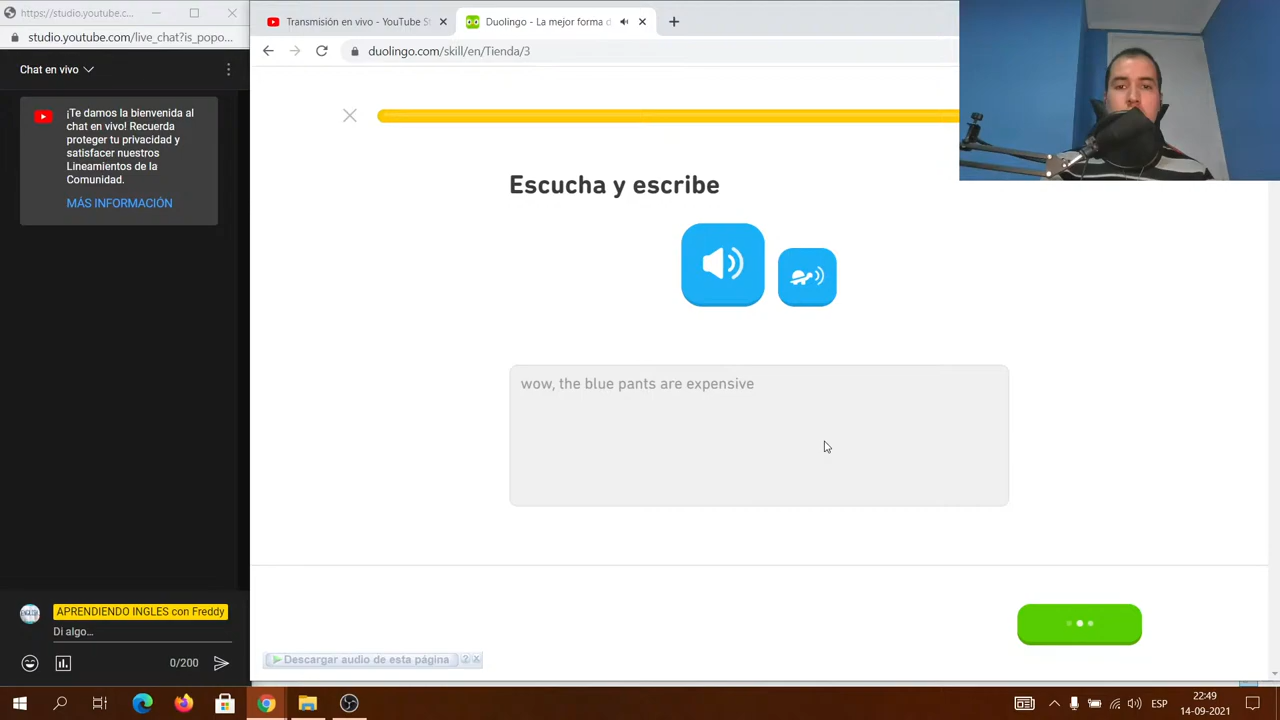 https://studio.youtube.c...
studio.youtube.com/live_chat?is_popo...
Chat en vivo
¡Te damos la bienvenida al
chat en vivo! Recuerda
proteger tu privacidad y
satisfacer nuestros
Lineamientos de la
Comunidad.
MÁS INFORMACIÓN
APRENDIENDO INGLES con Freddy
Di algo...
0/200
Transmisión en vivo - YouTube S
Duolingo - La mejor forma d
duolingo.com/skill/en/Tienda/3
Escucha y escribe
wow, the blue pants are expensive
Descargar audio de esta página
?
ESP
22:49
14-09-2021